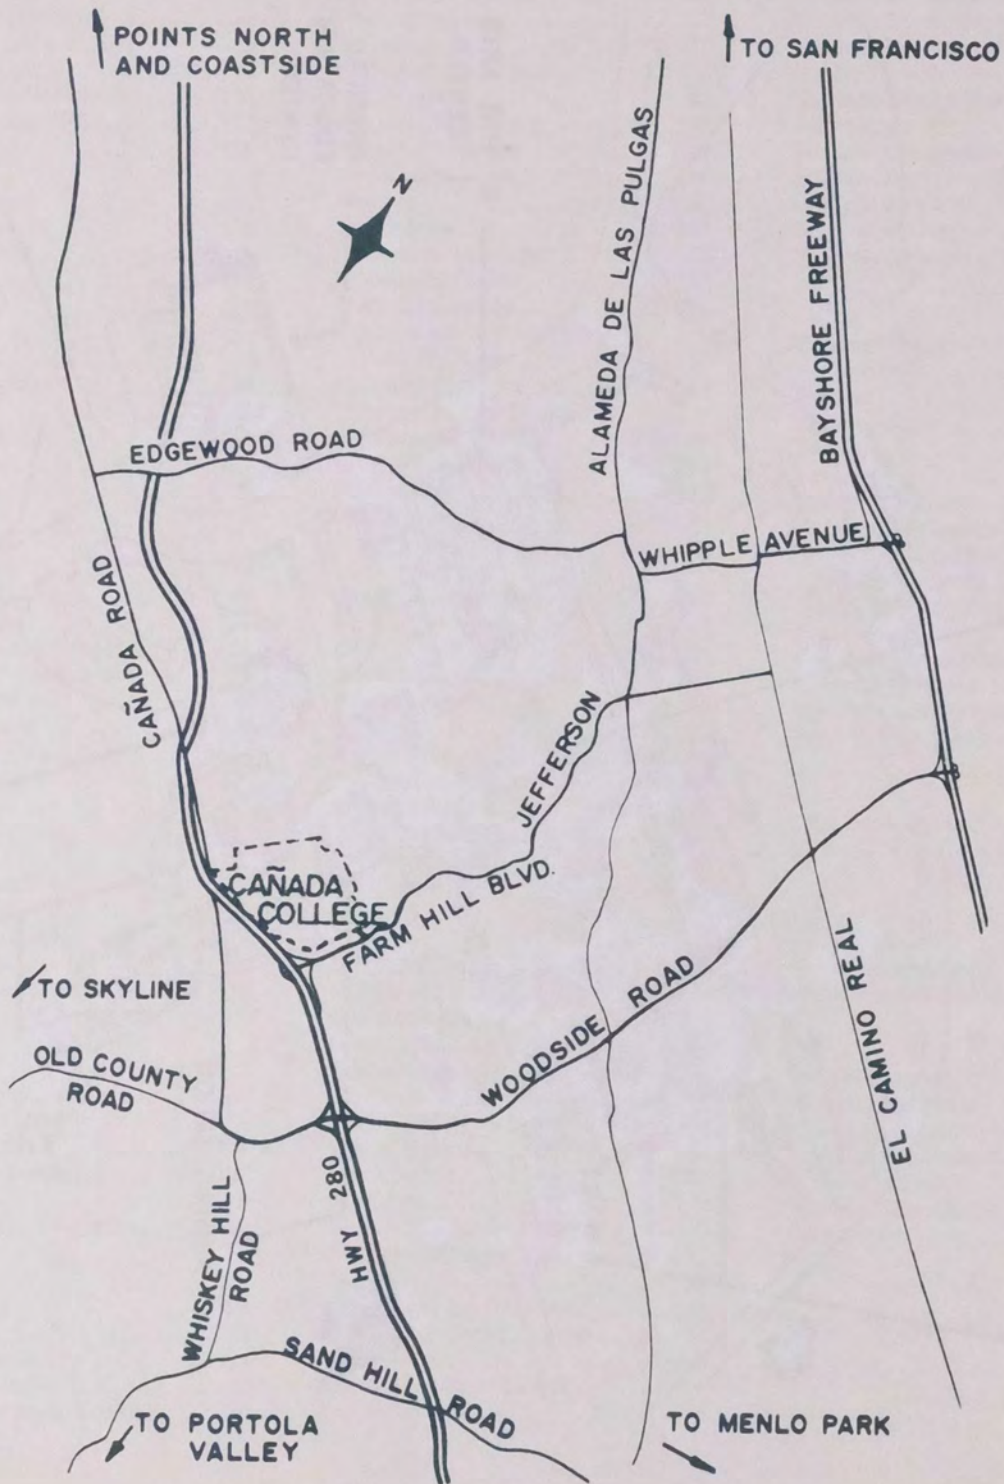 POINTS NORTH
AND COASTSIDE
TO SAN FRANCISCO
N
ALAMEDA DE LAS PULGAS
BAYSHORE FREEWAY
EDGEWOOD ROAD
WHIPPLE AVENUE
CAÑADA ROAD
JEFFERSON
CAÑADA
COLLEGE
FARM HILL BLVD.
TO SKYLINE
WOODSIDE ROAD
EL CAMINO REAL
OLD COUNTY
ROAD
HWY 280
WHISKEY HILL
ROAD
SAND HILL ROAD
TO PORTOLA
VALLEY
TO MENLO PARK